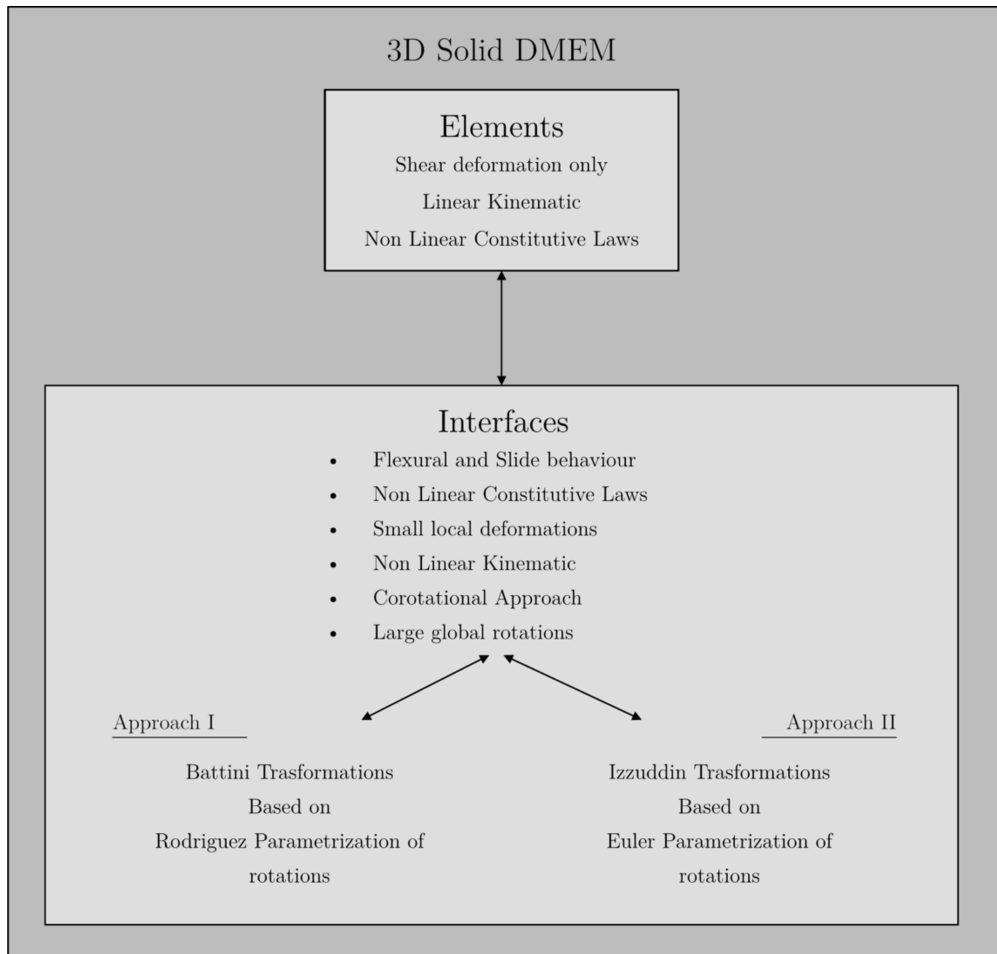 3D Solid DMEM
Elements
Shear deformation only
Linear Kinematic
Non Linear Constitutive Laws
Interfaces
• Flexural and Slide behaviour
• Non Linear Constitutive Laws
• Small local deformations
• Non Linear Kinematic
• Corotational Approach
• Large global rotations
Approach I
Battini Trasformations
Based on
Rodriguez Parametrization of
rotations
Approach II
Izzuddin Trasformations
Based on
Euler Parametrization of
rotations